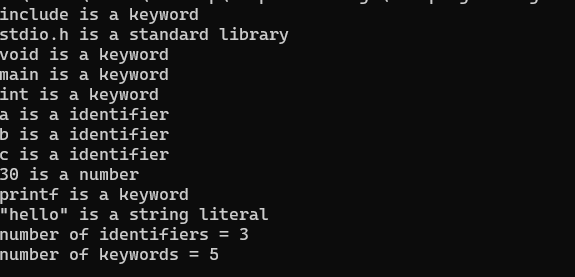 include is a keyword
stdio.h is a standard library
void is a keyword
main is a keyword
int is a keyword
a is a identifier
b is a identifier
c is a identifier
30 is a number
printf is a keyword
"hello" is a string literal
number of identifiers = 3
number of keywords = 5